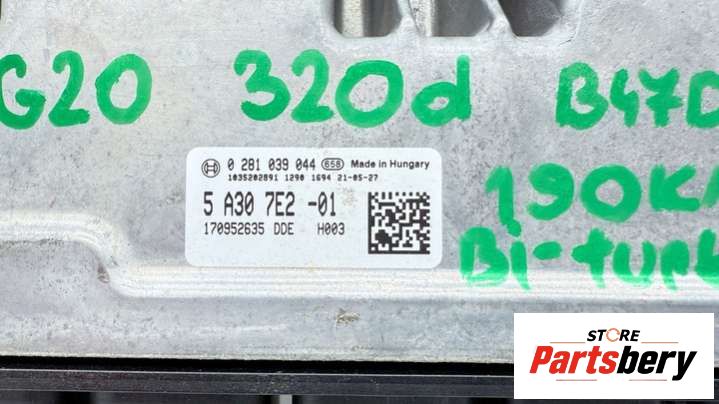 G20 320d B47D
0 281 039 044 658 Made in Hungary
1035202891 1290 1694 21-05-27
5 A30 7E2 -01
170952635 DDE H003
190K
Bi-turb
STORE
Partsbery